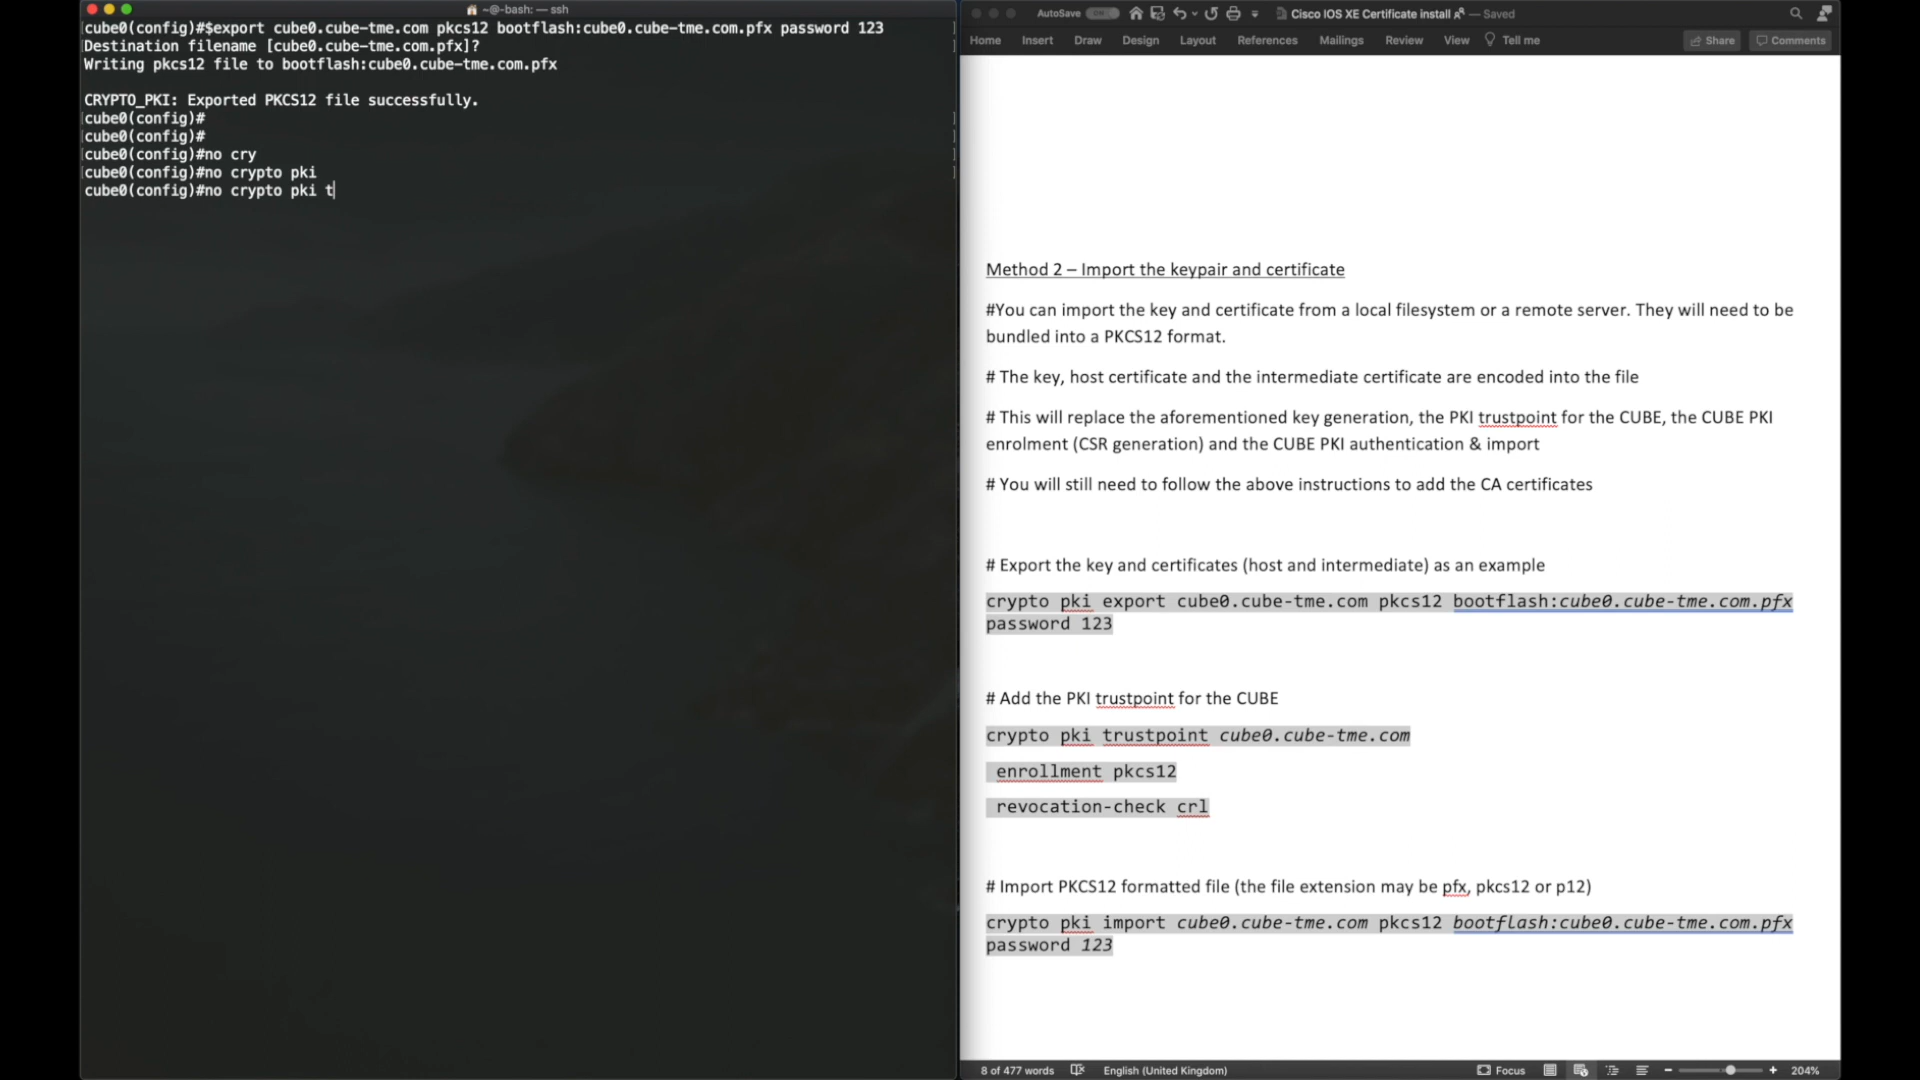 ~@-bash: — ssh
cube0(config)#$export cube0.cube-tme.com pkcs12 bootflash:cube0.cube-tme.com.pfx password 123
Destination filename [cube0.cube-tme.com.pfx]?
Writing pkcs12 file to bootflash:cube0.cube-tme.com.pfx
CRYPTO_PKI: Exported PKCS12 file successfully.
cube0(config)#
cube0(config)#
cube0(config)#no cry
cube0(config)#no crypto pki
cube0(config)#no crypto pki t
AutoSave Cisco IOS XE Certificate install — Saved
Home Insert Draw Design Layout References Mailings Review View Tell me Share Comments
Method 2 – Import the keypair and certificate
#You can import the key and certificate from a local filesystem or a remote server. They will need to be
bundled into a PKCS12 format.
# The key, host certificate and the intermediate certificate are encoded into the file
# This will replace the aforementioned key generation, the PKI trustpoint for the CUBE, the CUBE PKI
enrolment (CSR generation) and the CUBE PKI authentication & import
# You will still need to follow the above instructions to add the CA certificates
# Export the key and certificates (host and intermediate) as an example
crypto pki export cube0.cube-tme.com pkcs12 bootflash:cube0.cube-tme.com.pfx
password 123
# Add the PKI trustpoint for the CUBE
crypto pki trustpoint cube0.cube-tme.com
enrollment pkcs12
revocation-check crl
# Import PKCS12 formatted file (the file extension may be pfx, pkcs12 or p12)
crypto pki import cube0.cube-tme.com pkcs12 bootflash:cube0.cube-tme.com.pfx
password 123
8 of 477 words English (United Kingdom) Focus 204%